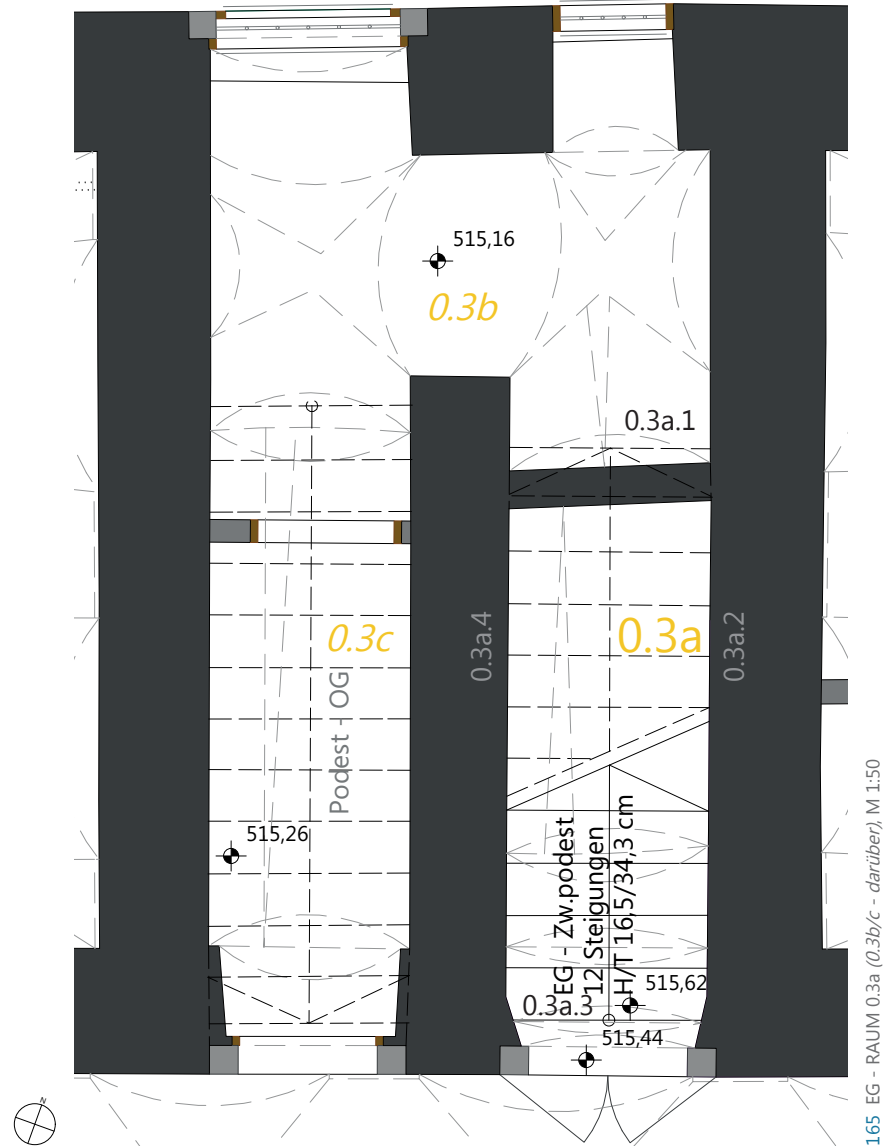 515,16
0.3b
0.3a.1
0.3a.4
0.3a
0.3a.2
0.3c
Podest - OG
515,26
EG - Zw.podest
12 Steigungen
H/T 16,5/34,3 cm
515,62
0.3a.3
515,44
N
165 EG - RAUM 0.3a (0.3b/c - darüber), M 1:50